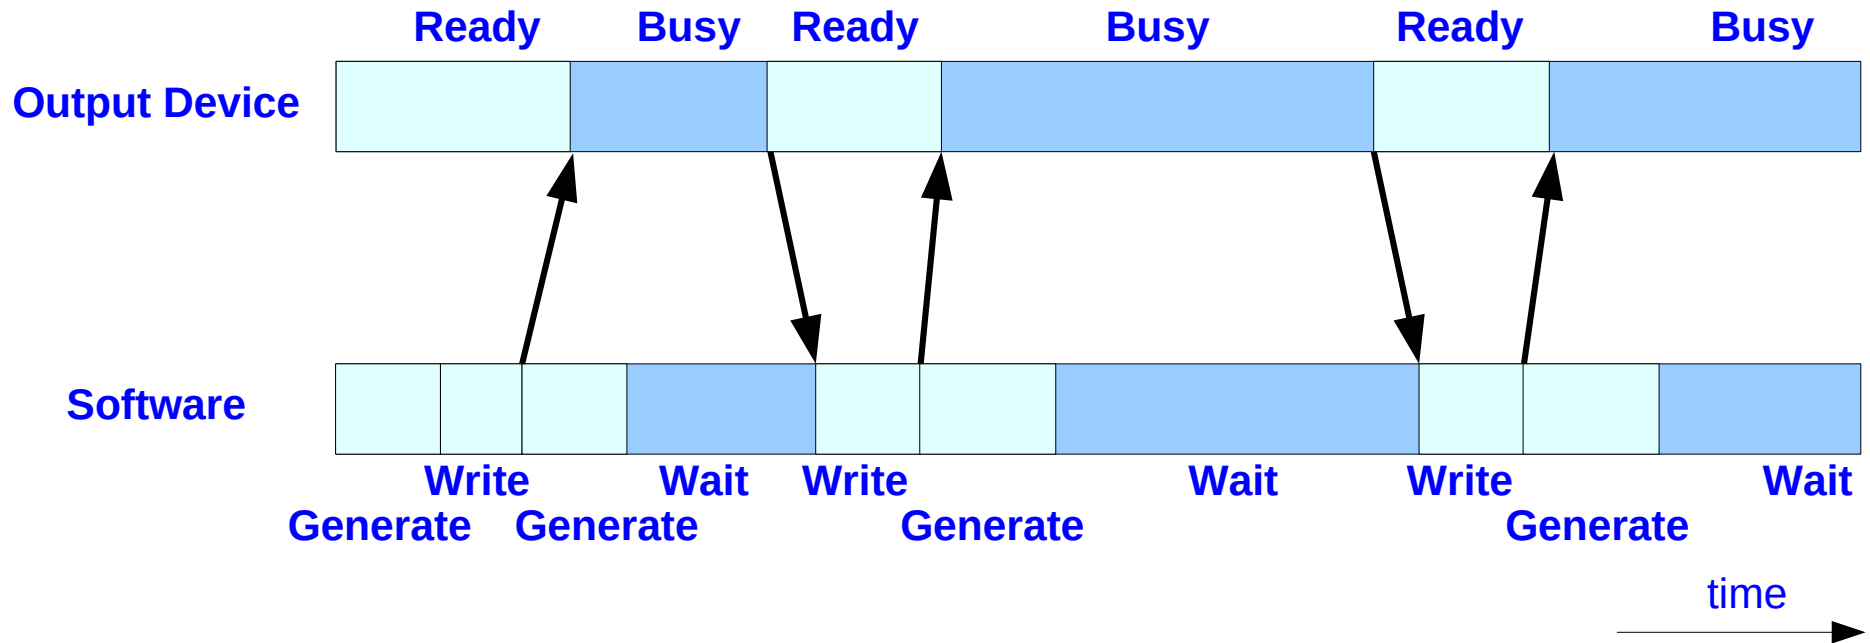 Ready Busy Ready Busy Ready Busy
Output Device
Software
Write Wait Write Wait Write Wait
Generate Generate Generate Generate
time